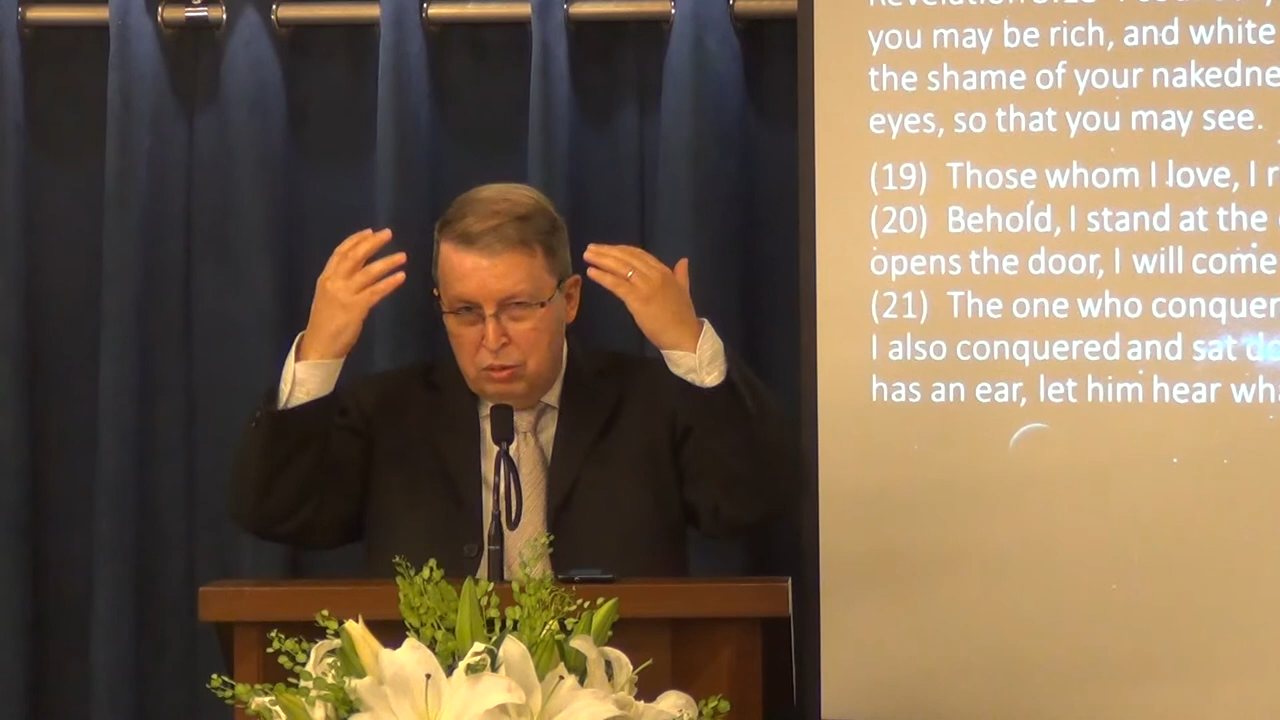 you may be rich, and white
the shame of your nakedne
eyes, so that you may see.
(19) Those whom I love, I r
(20) Behold, I stand at the
opens the door, I will come
(21) The one who conquer
I also conquered and sat do
has an ear, let him hear wha